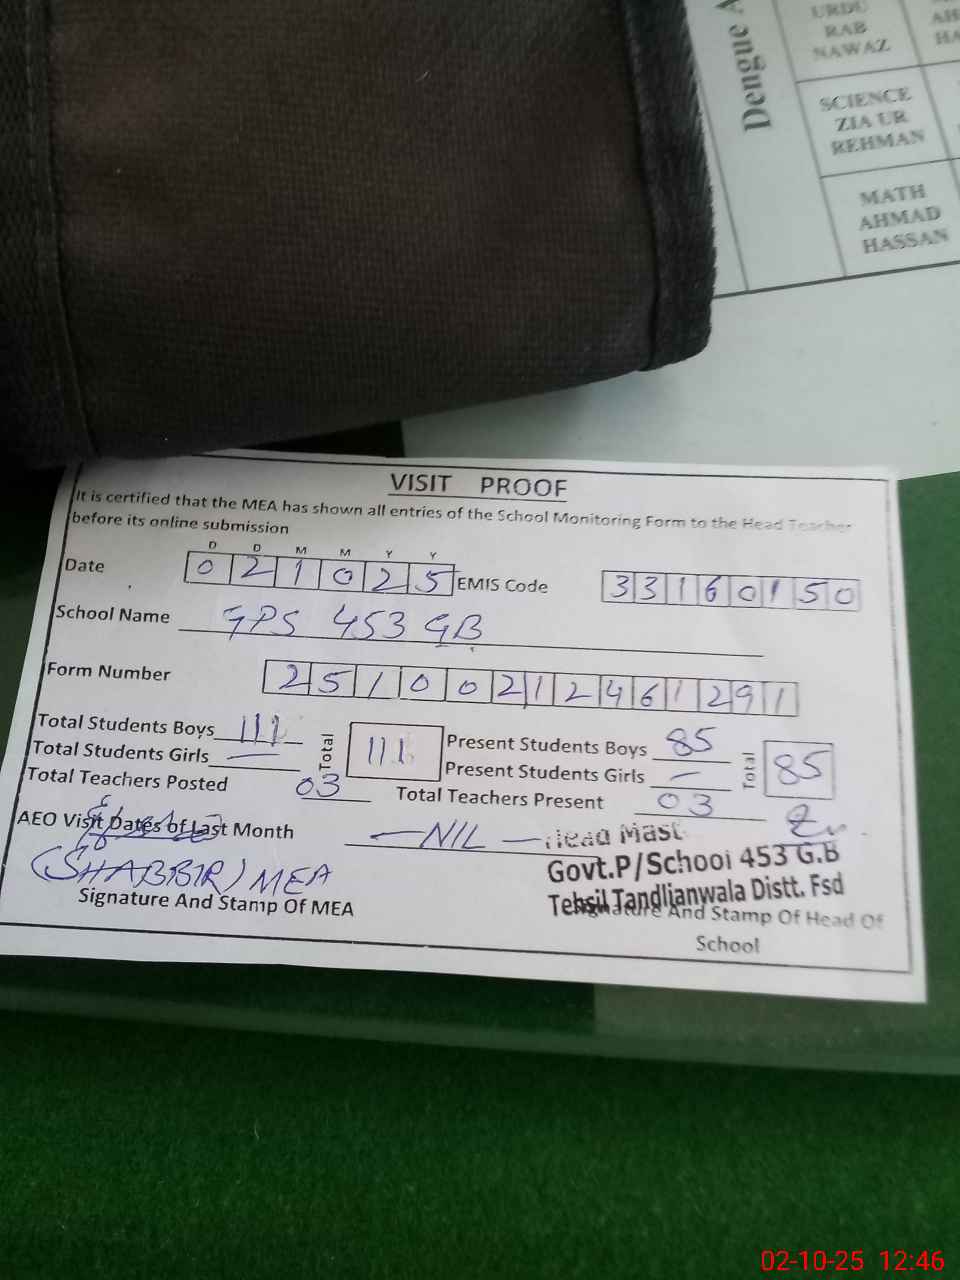 Dengue
URDU
RAB
NAWAZ
SCIENCE
ZIA UR
REHMAN
MATH
AHMAD
HASSAN
VISIT PROOF
It is certified that the MEA has shown all entries of the School Monitoring Form to the Head Teacher
before its online submission
D D M M Y Y
Date 0 2 1 0 2 5 EMIS Code 3 3 1 6 0 1 5 0
School Name GPS 453 GB
Form Number 2 5 1 0 0 2 1 2 4 6 1 2 9 1
Total Students Boys 111 Total 111 Present Students Boys 85 Total 85
Total Students Girls — Present Students Girls —
Total Teachers Posted 03 Total Teachers Present 03
AEO Visit Dates of Last Month — NIL —
Head Mast
Govt.P/School 453 G.B
Tehsil Tandlianwala Distt. Fsd
(SHABBIR) MEA
Signature And Stamp Of MEA
Signature And Stamp Of Head Of
School
02-10-25 12:46